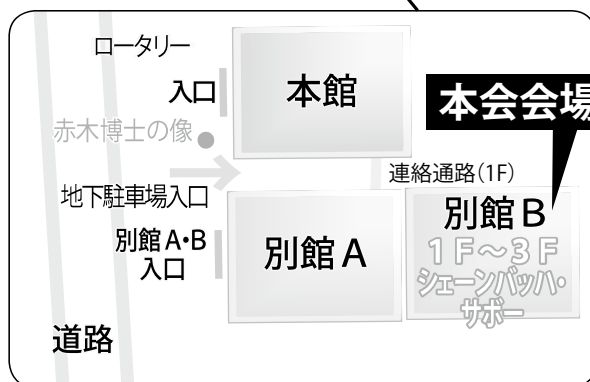 ロータリー
入口
本館
本会会場
赤木博士の像
連絡通路(1F)
地下駐車場入口
別館A・B
入口
別館A
別館B
1F〜3F
シェーンバッハ・
サボー
道路